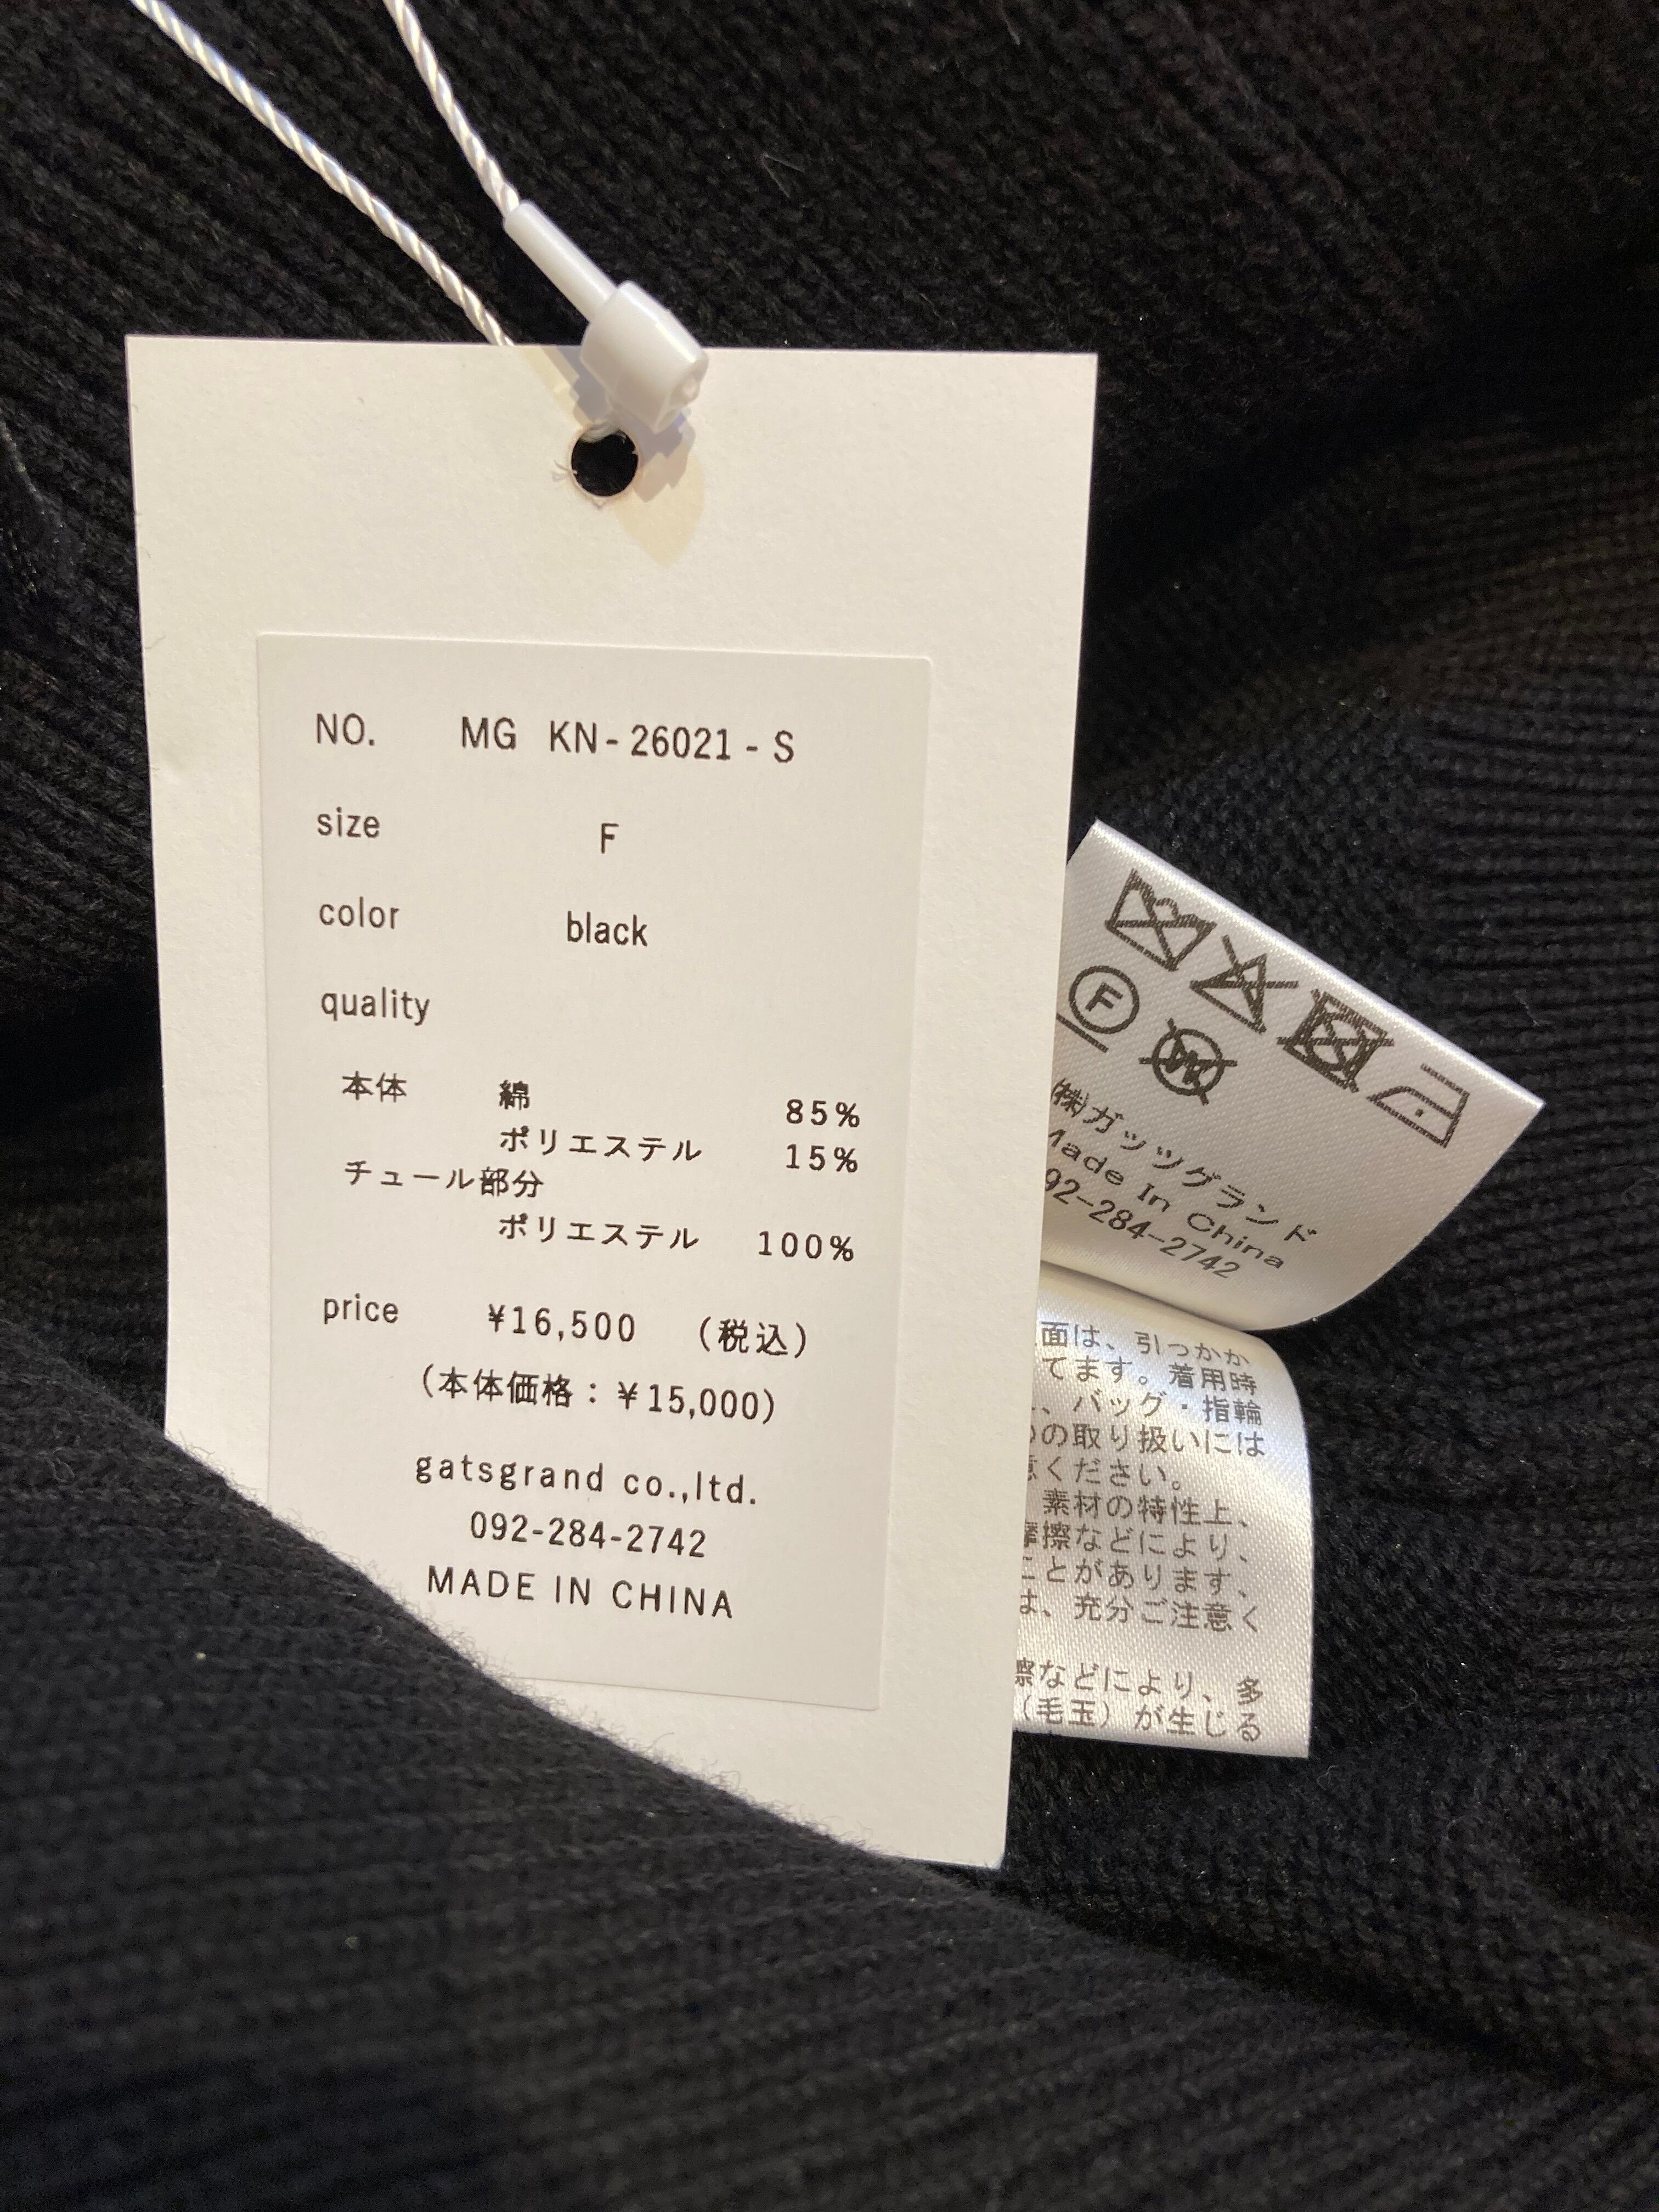 NO. MG KN-26021-S
size F
color black
quality
本体 綿 85%
ポリエステル 15%
チュール部分
ポリエステル 100%
price ¥16,500 (税込)
(本体価格：¥15,000)
gatsgrand co.,ltd.
092-284-2742
MADE IN CHINA
F
㈱ガッツグランド
Made In China
92-284-2742
面は、引っかか
てます。着用時
、バッグ・指輪
の取り扱いには
ください。
素材の特性上、
摩擦などにより、
ことがあります、
は、充分ご注意く
擦などにより、多
(毛玉) が生じる